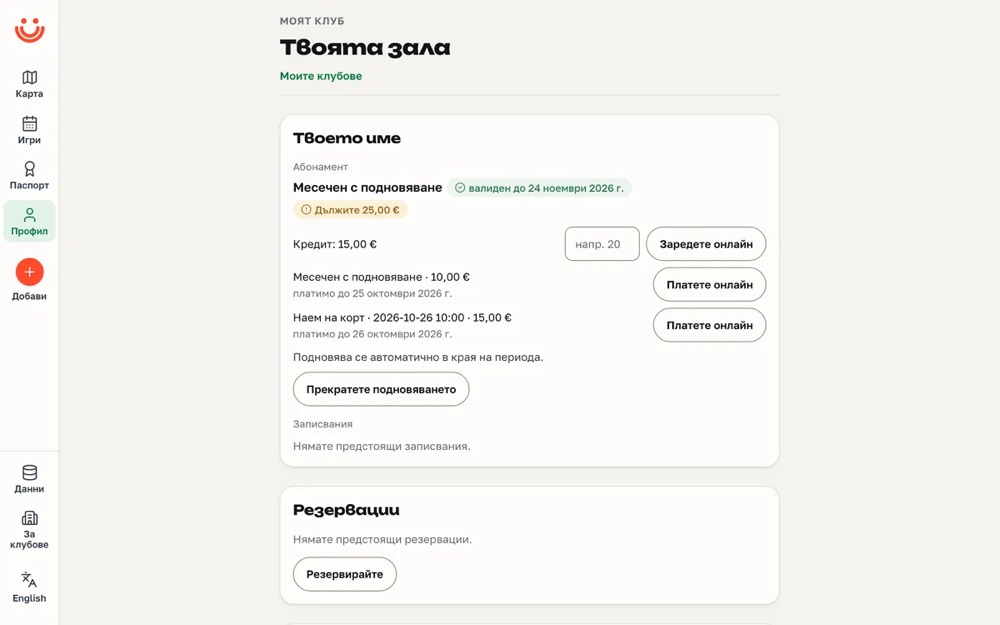 Карта
Игри
Паспорт
Профил
Добави
Данни
За
клубове
English
МОЯТ КЛУБ
Твоята зала
Моите клубове
Твоето име
Абонамент
Месечен с подновяване валиден до 24 ноември 2026 г.
Дължите 25,00 €
Кредит: 15,00 € напр. 20 Заредете онлайн
Месечен с подновяване · 10,00 €
платимо до 25 октомври 2026 г.
Платете онлайн
Наем на корт · 2026-10-26 10:00 · 15,00 €
платимо до 26 октомври 2026 г.
Платете онлайн
Подновява се автоматично в края на периода.
Прекратете подновяването
Записвания
Нямате предстоящи записвания.
Резервации
Нямате предстоящи резервации.
Резервирайте